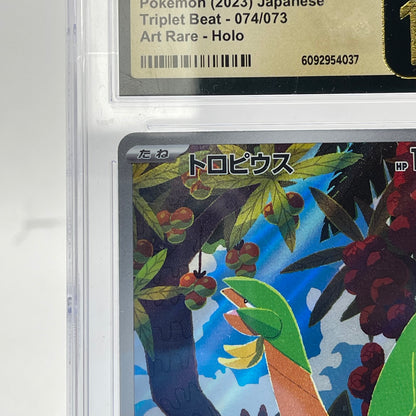 Pokemon (2023) Japanese
Triplet Beat - 074/073
Art Rare - Holo
6092954037
たね
トロピウス
HP 1